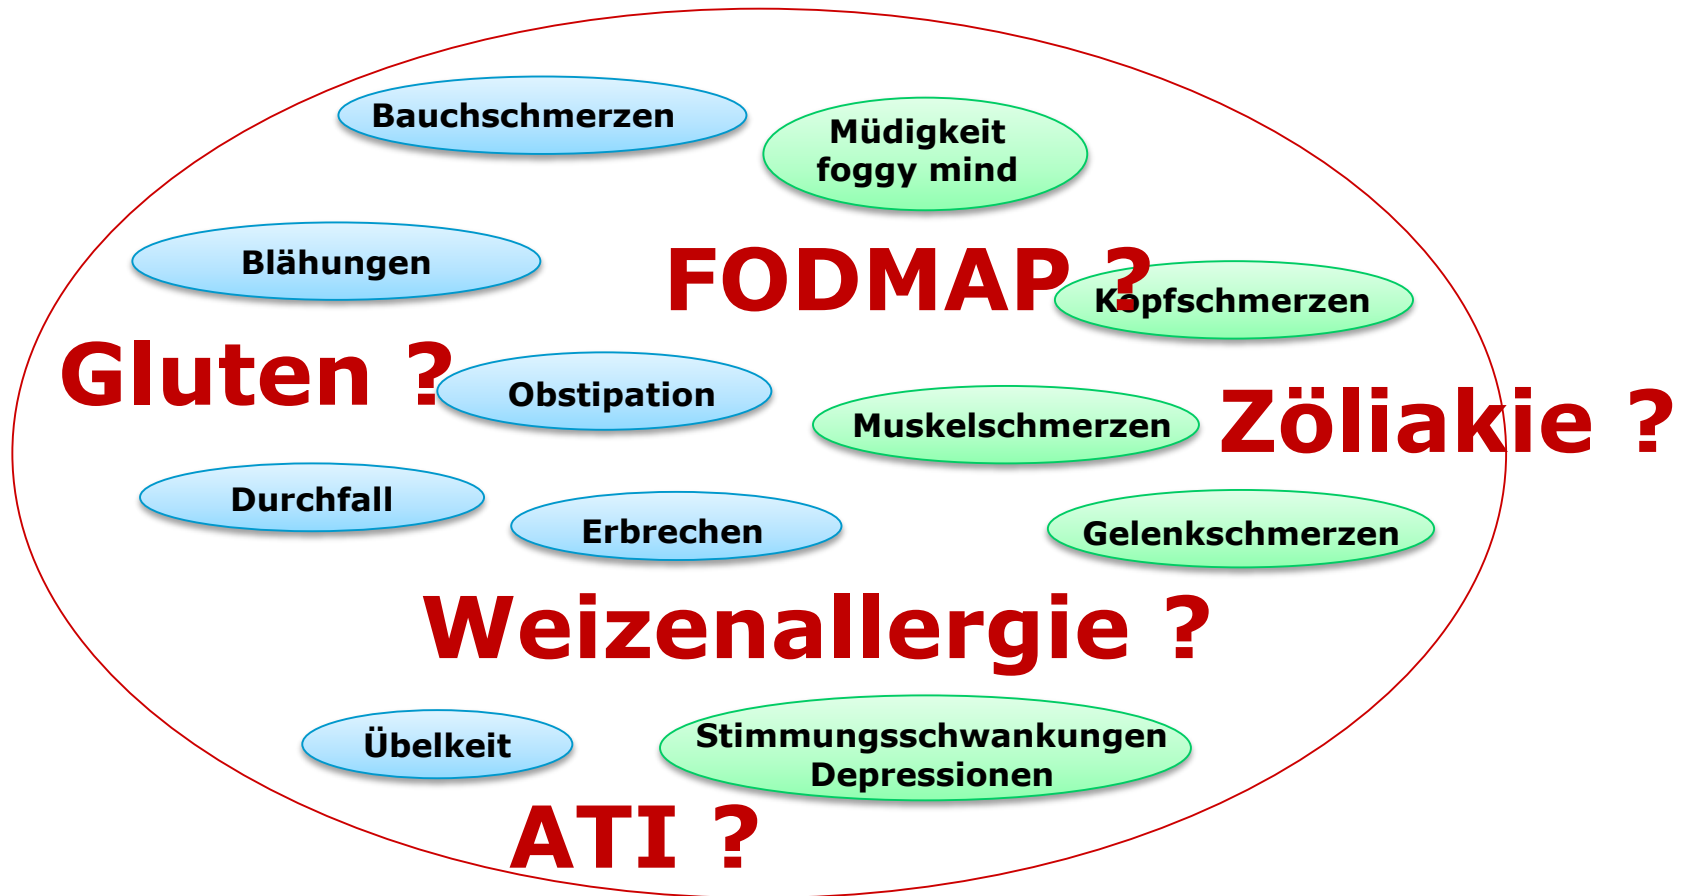 Bauchschmerzen
Müdigkeit
foggy mind
Blähungen
FODMAP ?
Kopfschmerzen
Gluten ?
Obstipation
Muskelschmerzen
Zöliakie ?
Durchfall
Erbrechen
Gelenkschmerzen
Weizenallergie ?
Übelkeit
Stimmungsschwankungen
Depressionen
ATI ?